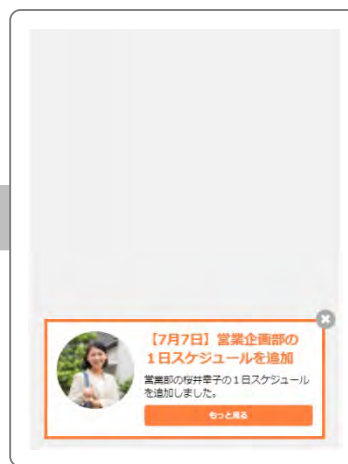 【7月7日】営業企画部の
1日スケジュールを追加
営業部の桜井幸子の1日スケジュール
を追加しました。
もっと見る